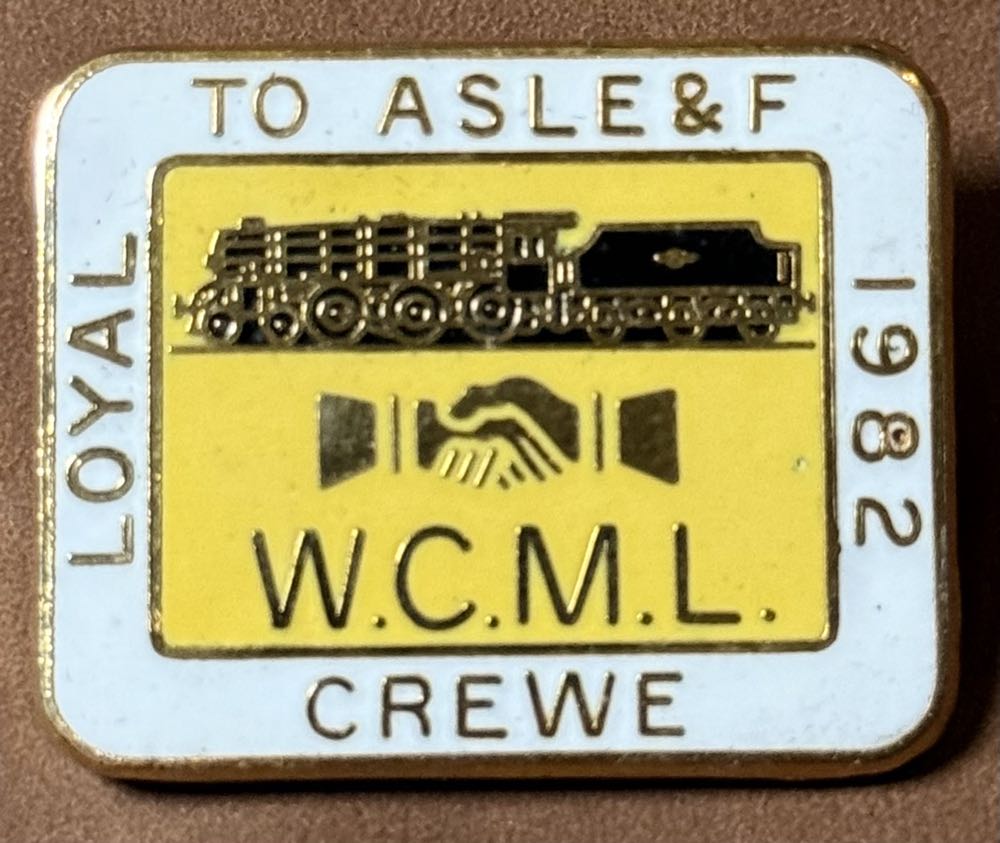 LOYAL
TO ASLE&F
1982
W.C.M.L.
CREWE